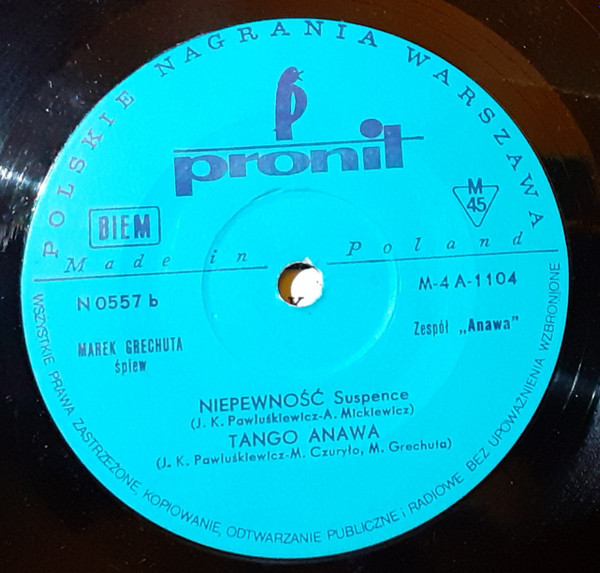 POLSKIE NAGRANIA WARSZAWA
pronit
BIEM
M
45
Made in Poland
N 0557 b
M-4 A-1104
MAREK GRECHUTA
śpiew
Zespół „Anawa"
NIEPEWNOŚĆ Suspence
(J. K. Pawluśkiewicz-A. Mickiewicz)
TANGO ANAWA
(J. K. Pawluśkiewicz-M. Czuryło, M. Grechuta)
WSZYSTKIE PRAWA ZASTRZEŻONE, KOPIOWANIE, ODTWARZANIE PUBLICZNE i RADIOWE BEZ UPOWAŻNIENIA WZBRONIONE